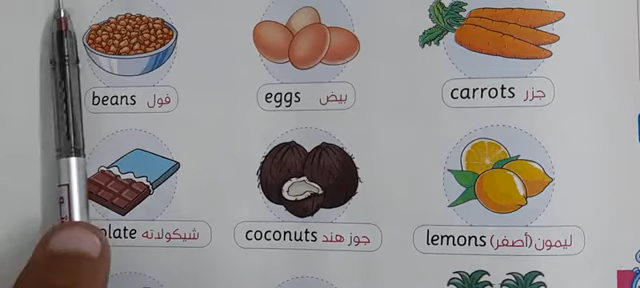 beans فول
eggs بيض
carrots جزر
شيكولاته
coconuts جوز هند
lemons ليمون (أصفر)